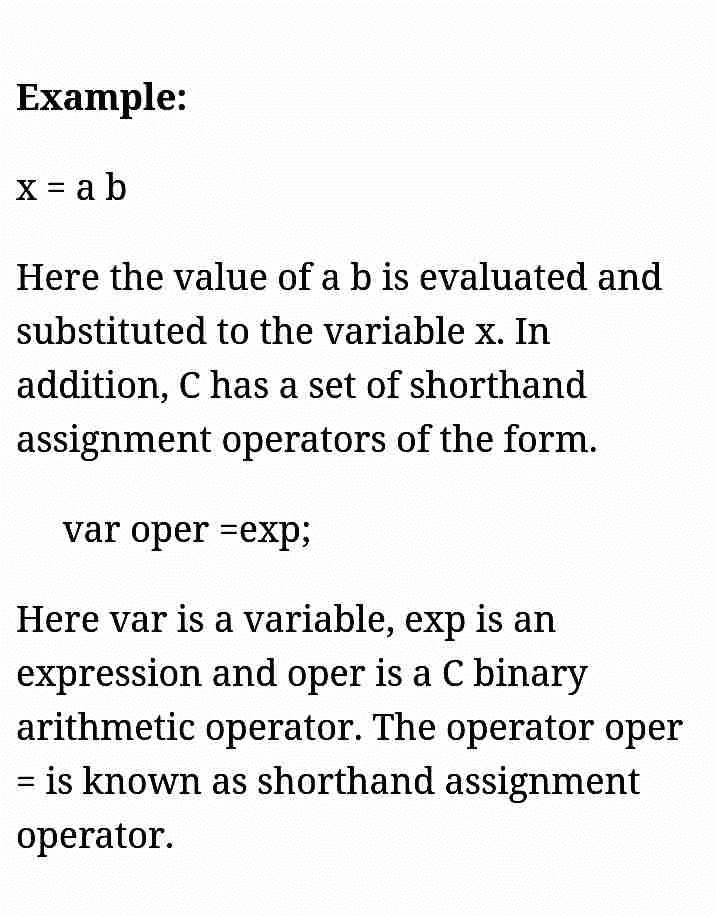 Example:
x = a b
Here the value of a b is evaluated and
substituted to the variable x. In
addition, C has a set of shorthand
assignment operators of the form.
var oper =exp;
Here var is a variable, exp is an
expression and oper is a C binary
arithmetic operator. The operator oper
= is known as shorthand assignment
operator.